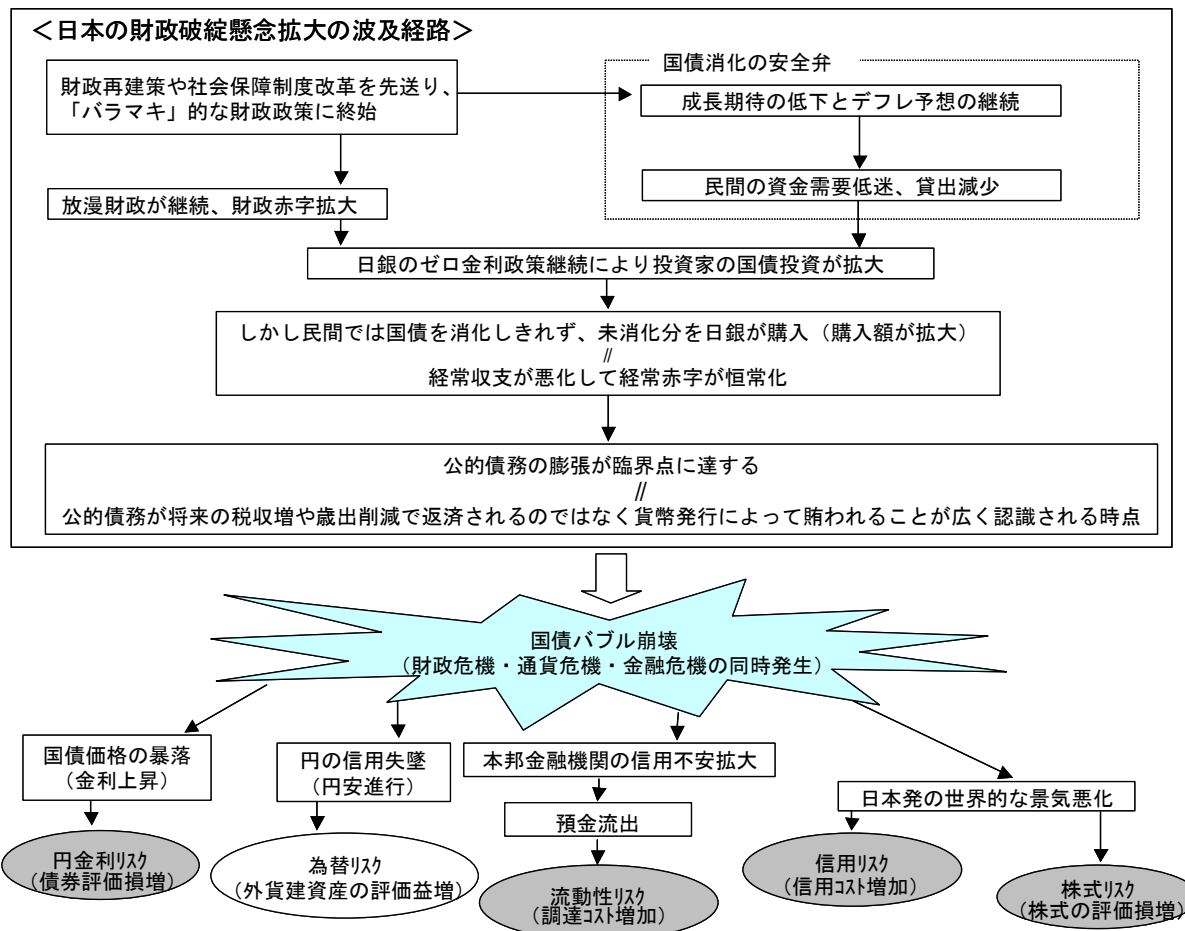 <日本の財政破綻懸念拡大の波及経路>
財政再建策や社会保障制度改革を先送り、
「バラマキ」的な財政政策に終始
国債消化の安全弁
成長期待の低下とデフレ予想の継続
民間の資金需要低迷、貸出減少
放漫財政が継続、財政赤字拡大
日銀のゼロ金利政策継続により投資家の国債投資が拡大
しかし民間では国債を消化しきれず、未消化分を日銀が購入(購入額が拡大)
〃
経常収支が悪化して経常赤字が恒常化
公的債務の膨張が臨界点に達する
〃
公的債務が将来の税収増や歳出削減で返済されるのではなく貨幣発行によって賄われることが広く認識される時点
国債バブル崩壊
(財政危機・通貨危機・金融危機の同時発生)
国債価格の暴落
(金利上昇)
円の信用失墜
(円安進行)
本邦金融機関の信用不安拡大
預金流出
日本発の世界的な景気悪化
円金利リスク
(債券評価損増)
為替リスク
(外貨建資産の評価益増)
流動性リスク
(調達コスト増加)
信用リスク
(信用コスト増加)
株式リスク
(株式の評価損増)